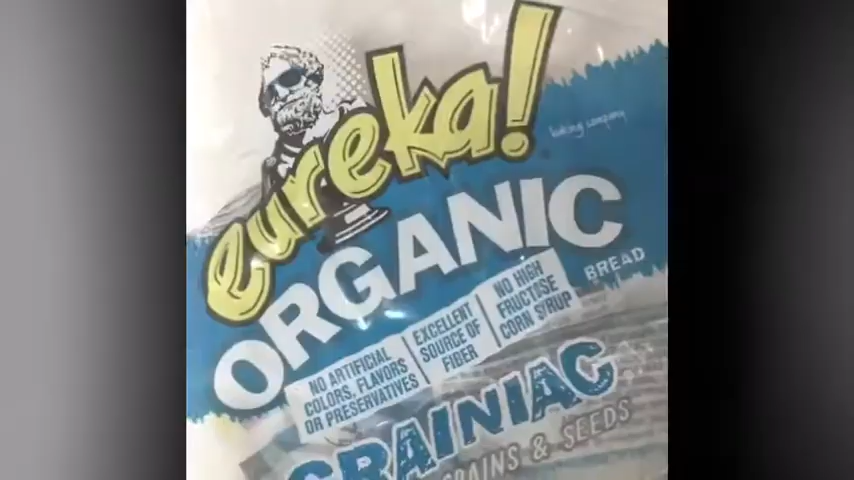 eureka!
baking company
ORGANIC
BREAD
NO ARTIFICIAL
COLORS, FLAVORS
OR PRESERVATIVES
EXCELLENT
SOURCE OF
FIBER
NO HIGH
FRUCTOSE
CORN SYRUP
GRAINIAC
GRAINS & SEEDS